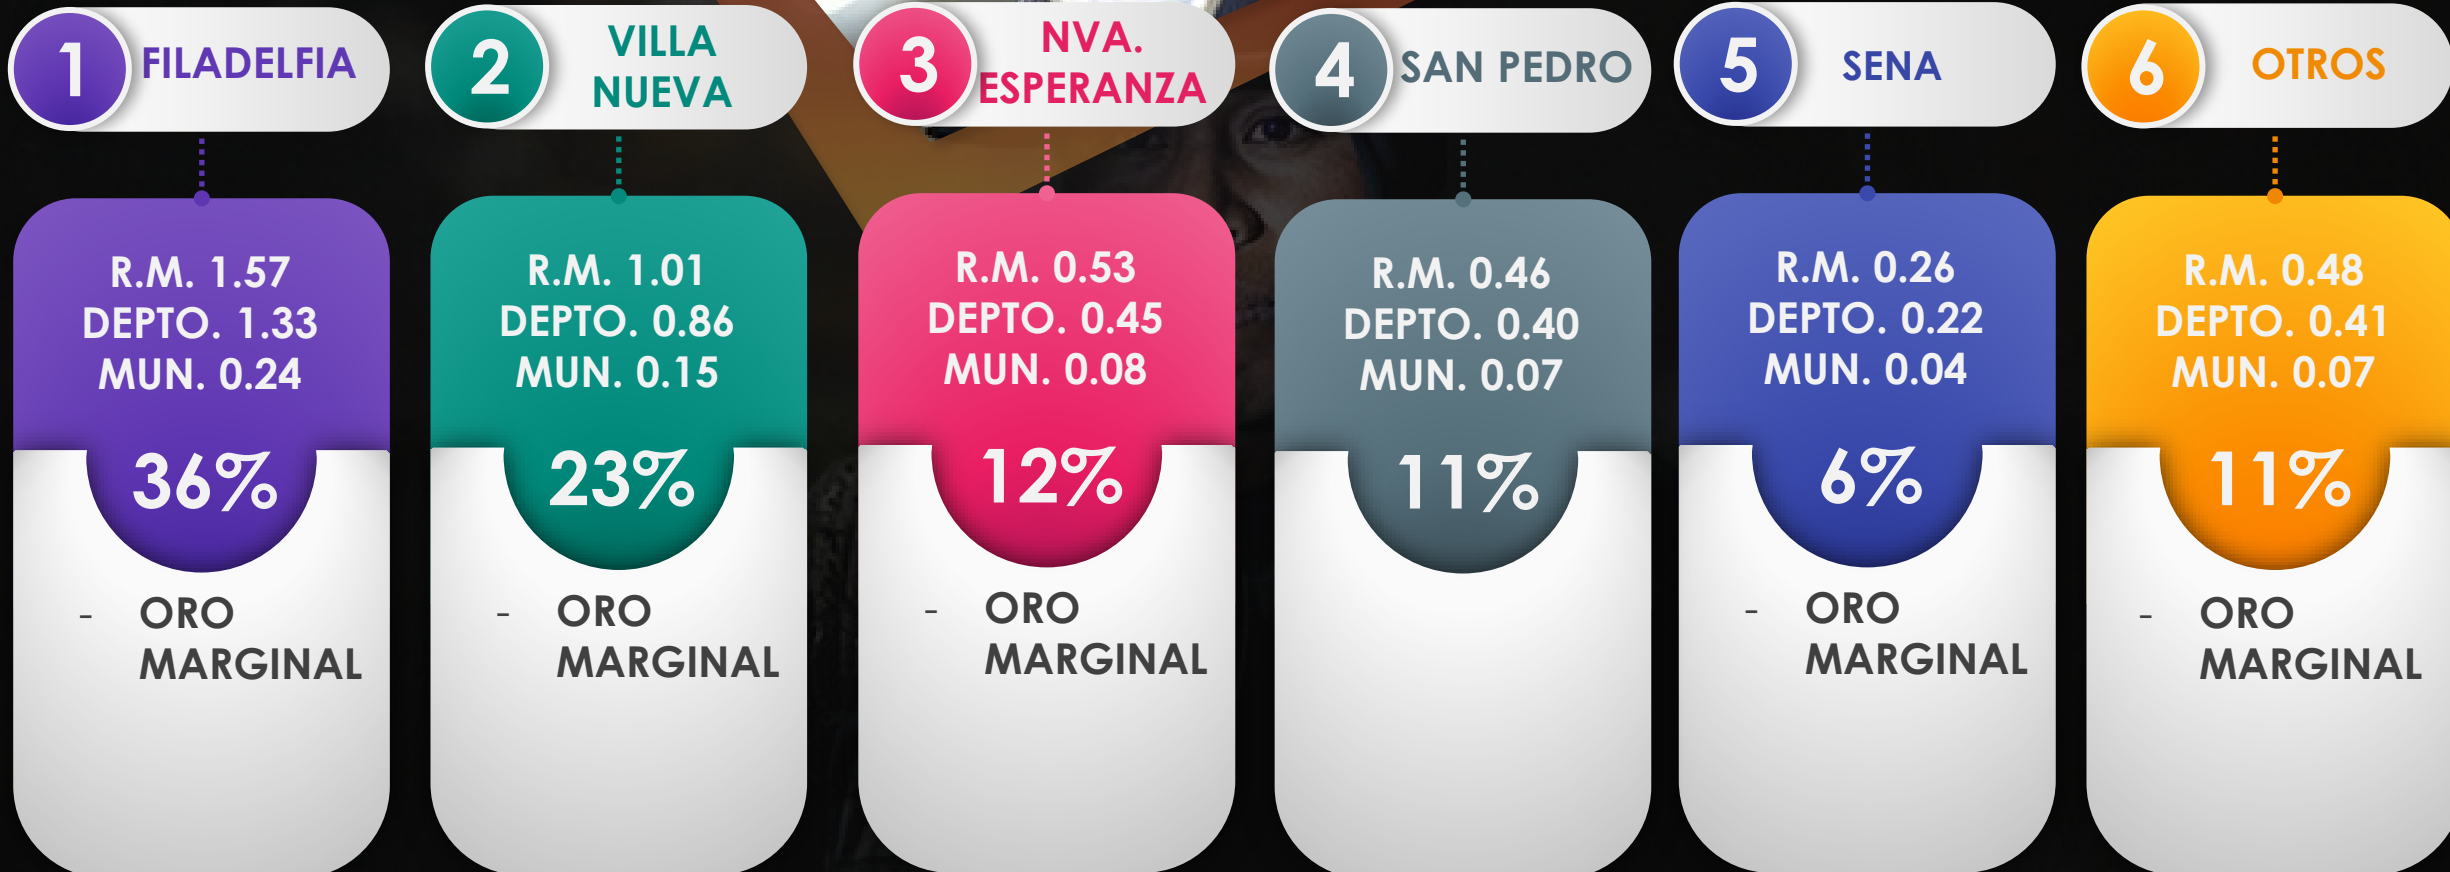 1
FILADELFIA
R.M. 1.57
DEPTO. 1.33
MUN. 0.24
36%
- ORO
MARGINAL
2
VILLA
NUEVA
R.M. 1.01
DEPTO. 0.86
MUN. 0.15
23%
- ORO
MARGINAL
3
NVA.
ESPERANZA
R.M. 0.53
DEPTO. 0.45
MUN. 0.08
12%
- ORO
MARGINAL
4
SAN PEDRO
R.M. 0.46
DEPTO. 0.40
MUN. 0.07
11%
5
SENA
R.M. 0.26
DEPTO. 0.22
MUN. 0.04
6%
- ORO
MARGINAL
6
OTROS
R.M. 0.48
DEPTO. 0.41
MUN. 0.07
11%
- ORO
MARGINAL